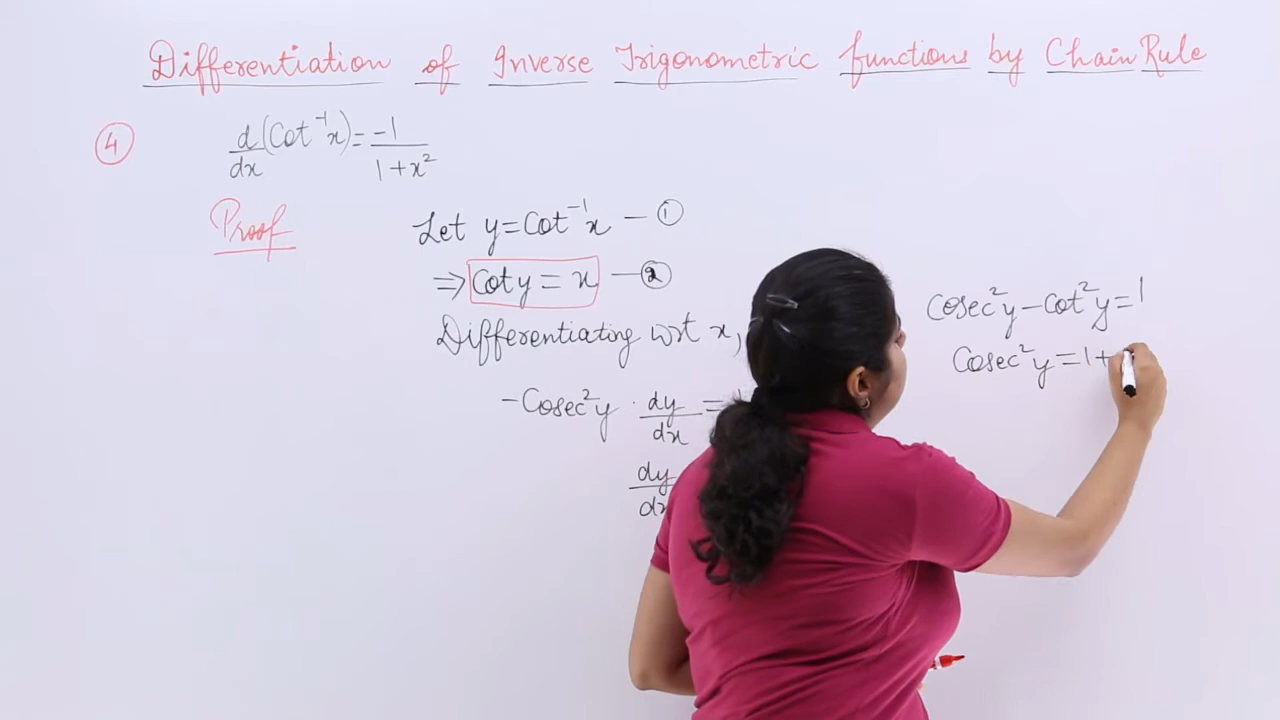 Differentiation of Inverse Trigonometric functions by Chain Rule
④ d/dx (Cot⁻¹x) = -1/(1+x²)
Proof Let y = Cot⁻¹x — ①
⇒ Cot y = x — ②
Differentiating wrt x,
-Cosec²y · dy/dx =
dy/dx
Cosec²y - Cot²y = 1
Cosec²y = 1+